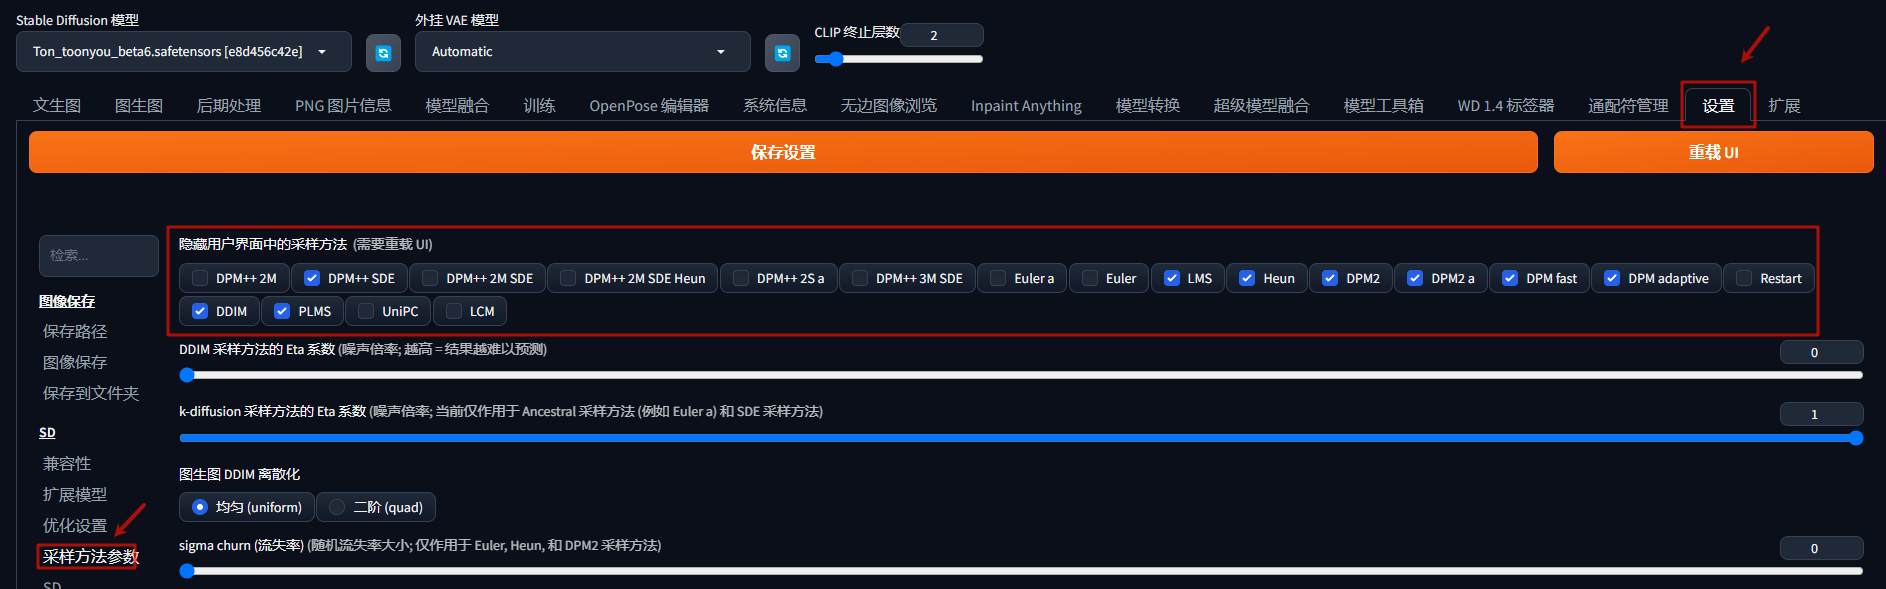 Stable Diffusion 模型
外挂 VAE 模型
CLIP 终止层数
2
Ton_toonyou_beta6.safetensors [e8d456c42e]
Automatic
文生图 图生图 后期处理 PNG 图片信息 模型融合 训练 OpenPose 编辑器 系统信息 无边图像浏览 Inpaint Anything 模型转换 超级模型融合 模型工具箱 WD 1.4 标签器 通配符管理 设置 扩展
保存设置
重载 UI
检索...
图像保存
保存路径
图像保存
保存到文件夹
SD
兼容性
扩展模型
优化设置
采样方法参数
SD
隐藏用户界面中的采样方法 (需要重载 UI)
DPM++ 2M DPM++ SDE DPM++ 2M SDE DPM++ 2M SDE Heun DPM++ 2S a DPM++ 3M SDE Euler a Euler LMS Heun DPM2 DPM2 a DPM fast DPM adaptive Restart
DDIM PLMS UniPC LCM
DDIM 采样方法的 Eta 系数 (噪声倍率; 越高 = 结果越难以预测)
0
k-diffusion 采样方法的 Eta 系数 (噪声倍率; 当前仅作用于 Ancestral 采样方法 (例如 Euler a) 和 SDE 采样方法)
1
图生图 DDIM 离散化
均匀 (uniform) 二阶 (quad)
sigma churn (流失率) (随机流失率大小; 仅作用于 Euler, Heun, 和 DPM2 采样方法)
0